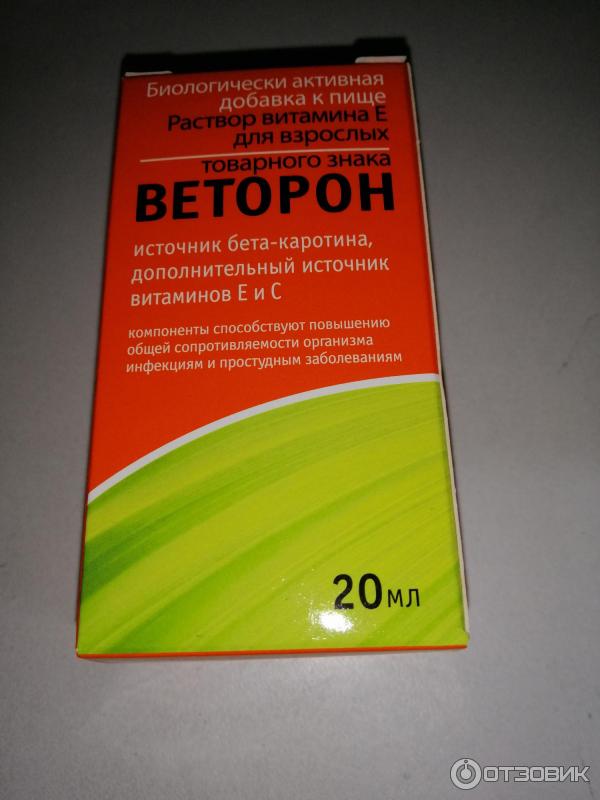 Биологически активная
добавка к пище
Раствор витамина Е
для взрослых
товарного знака
ВЕТОРОН
источник бета-каротина,
дополнительный источник
витаминов Е и С
компоненты способствуют повышению
общей сопротивляемости организма
инфекциям и простудным заболеваниям
20мл
ОТЗОВИК